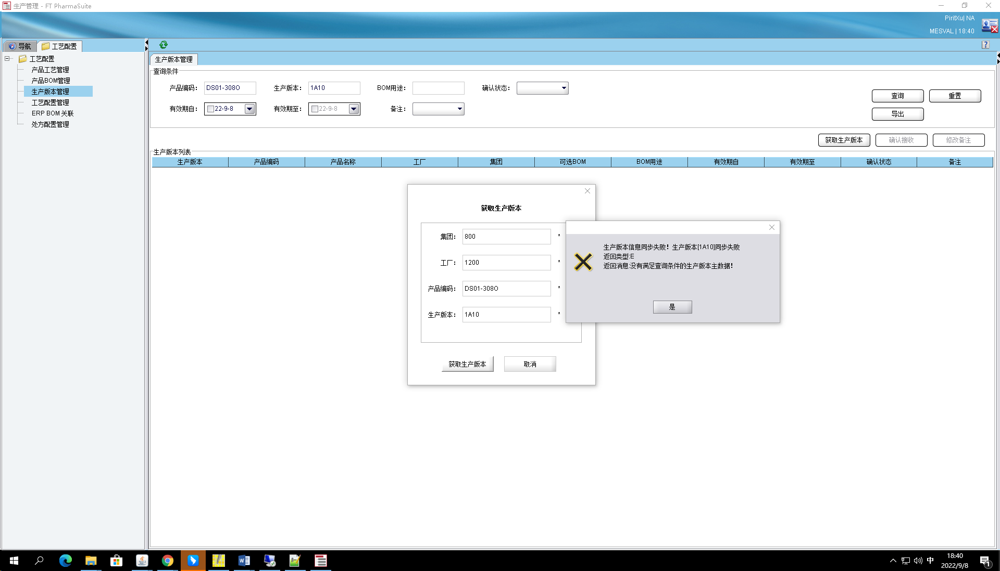 生产管理 - FT PharmaSuite
PiritXu| NA
MESVAL | 18:40
导航
工艺配置
工艺配置
产品工艺管理
产品BOM管理
生产版本管理
工艺配置管理
ERP BOM 关联
处方配置管理
生产版本管理
查询条件
产品编码： DS01-308O 生产版本： 1A10 BOM用途： 确认状态：
有效期自： 22-9-8 有效期至： 22-9-8 备注：
查询 重置
导出
获取生产版本 确认接收 修改备注
生产版本列表
生产版本 产品编码 产品名称 工厂 集团 可选BOM BOM用途 有效期自 有效期至 确认状态 备注
获取生产版本
集团： 800 *
工厂： 1200 *
产品编码： DS01-308O *
生产版本： 1A10 *
获取生产版本 取消
生产版本信息同步失败！生产版本[1A10]同步失败
返回类型:E
返回消息:没有满足查询条件的生产版本主数据！
是
中
18:40
2022/9/8
1